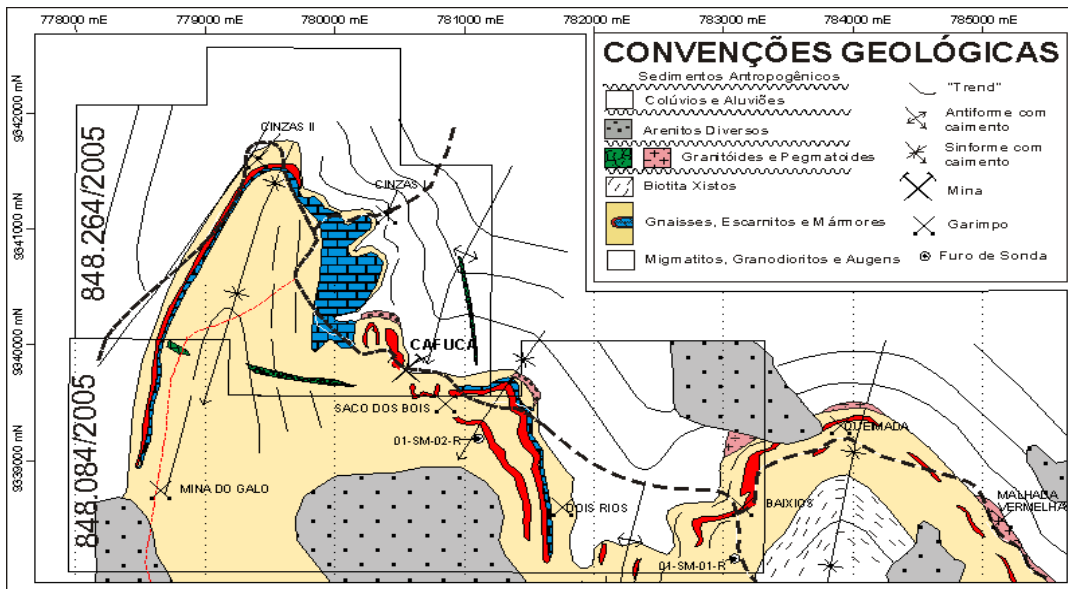 778000 mE 779000 mE 780000 mE 781000 mE 782000 mE 783000 mE 784000 mE 785000 mE
9342000 mN
9341000 mN
9340000 mN
9339000 mN
848.264/2005
848.084/2005
CONVENÇÕES GEOLÓGICAS
Sedimentos Antropogênicos
Colúvios e Aluviões
Arenitos Diversos
Granitóides e Pegmatoides
Biotita Xistos
Gnaisses, Escarnitos e Mármores
Migmatitos, Granodioritos e Augens
"Trend"
Antiforme com
caimento
Sinforme com
caimento
Mina
Garimpo
Furo de Sonda
CINZAS II
CINZAS I
CAFUCA
SACO DOS BOIS
01-SM-02-R
MINA DO GALO
DOIS RIOS
01-SM-01-R
BAIXIOS
QUEIMADA
MALHADA
VERMELHA